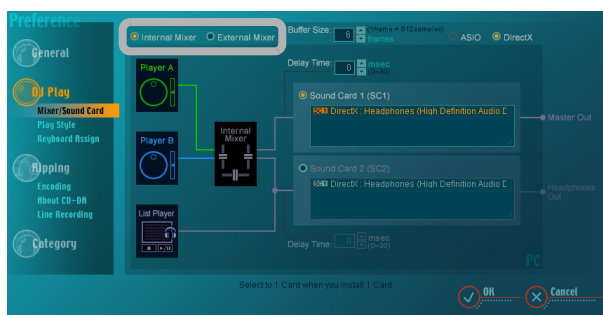 Preference
General
DJ Play
Mixer/Sound Card
Play Style
Keyboard Assign
Ripping
Encoding
About CD-DA
Line Recording
Category
Internal Mixer
External Mixer
Buffer Size: 6 (1frame = 512samples)
frames
ASIO
DirectX
Delay Time: 0 msec
(0~30)
Player A
Player B
List Player
Internal
Mixer
Sound Card 1 (SC1)
DirectX : Headphones (High Definition Audio D
Master Out
Sound Card 2 (SC2)
DirectX : Headphones (High Definition Audio D
Headphones
Out
Delay Time: 0 msec
(0~30)
PC
Select to 1 Card when you install 1 Card
OK
Cancel